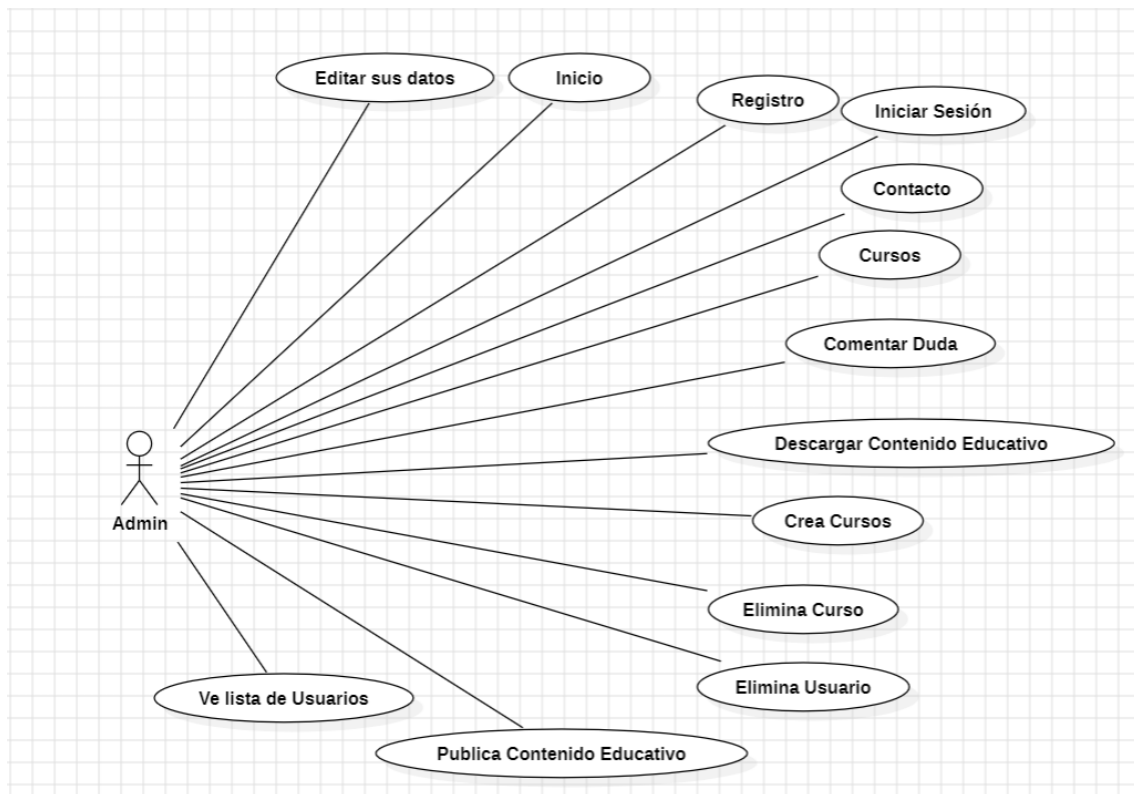 Editar sus datos
Inicio
Registro
Iniciar Sesión
Contacto
Cursos
Comentar Duda
Descargar Contenido Educativo
Admin
Crea Cursos
Elimina Curso
Elimina Usuario
Ve lista de Usuarios
Publica Contenido Educativo